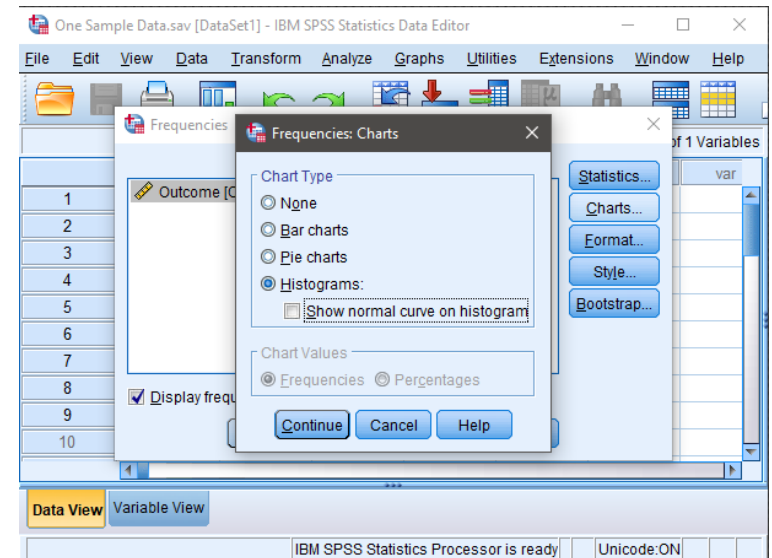 One Sample Data.sav [DataSet1] - IBM SPSS Statistics Data Editor
File Edit View Data Transform Analyze Graphs Utilities Extensions Window Help
Frequencies
Frequencies: Charts
of 1 Variables
var
Outcome [
Chart Type
None
Bar charts
Pie charts
Histograms:
Show normal curve on histogram
Chart Values
Frequencies Percentages
Continue Cancel Help
Statistics...
Charts...
Format...
Style...
Bootstrap...
Display frequ
1
2
3
4
5
6
7
8
9
10
Data View Variable View
IBM SPSS Statistics Processor is ready Unicode:ON